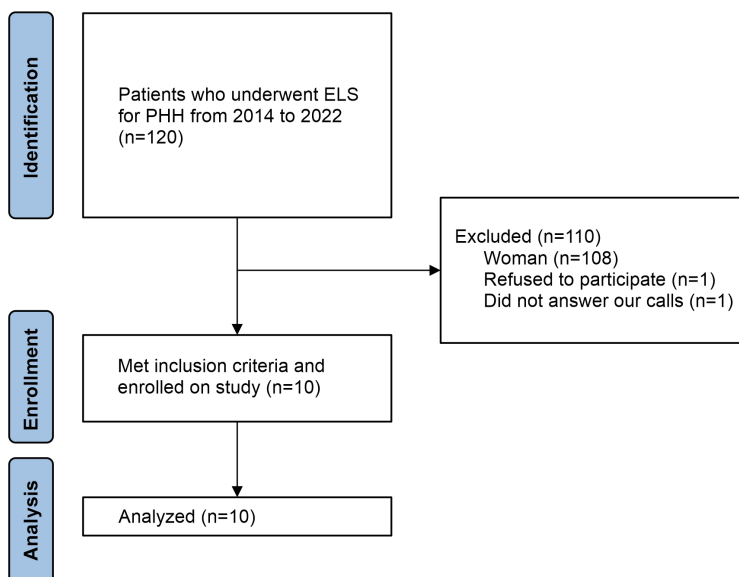 Identification
Patients who underwent ELS
for PHH from 2014 to 2022
(n=120)
Excluded (n=110)
Woman (n=108)
Refused to participate (n=1)
Did not answer our calls (n=1)
Enrollment
Met inclusion criteria and
enrolled on study (n=10)
Analysis
Analyzed (n=10)